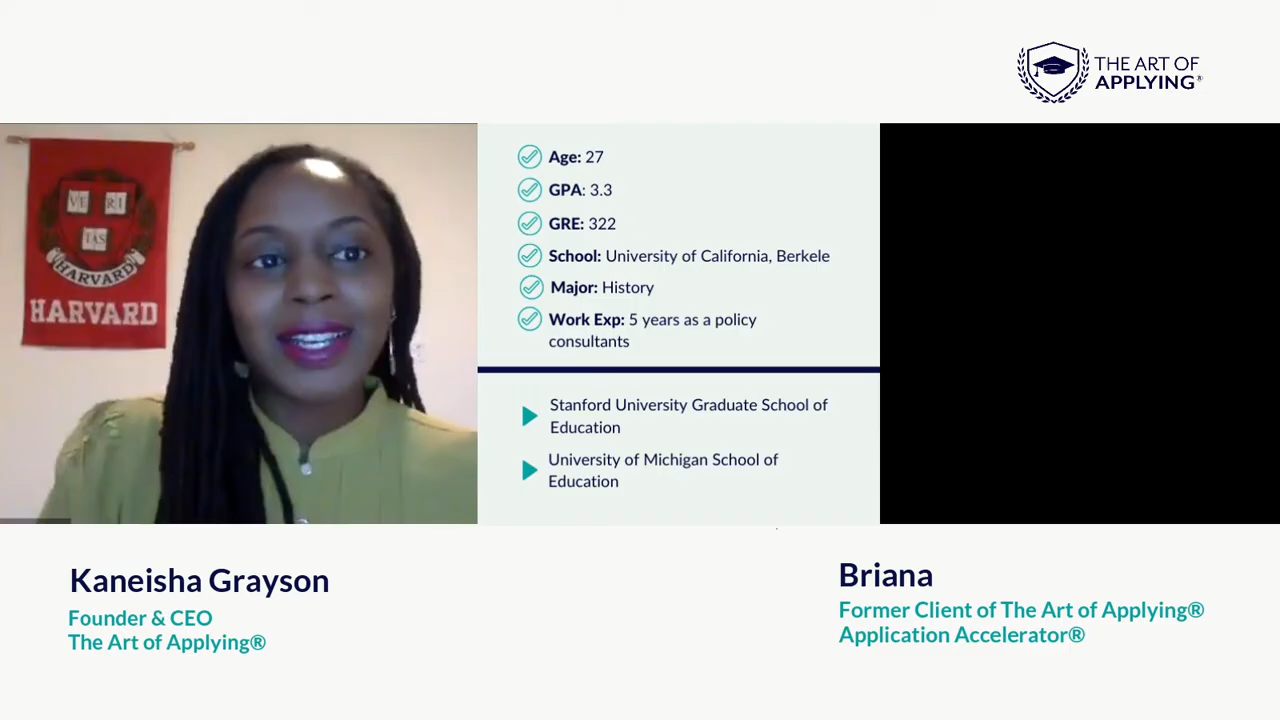 THE ART OF
APPLYING®
VE RI
TAS
HARVARD
HARVARD
Age: 27
GPA: 3.3
GRE: 322
School: University of California, Berkele
Major: History
Work Exp: 5 years as a policy
consultants
Stanford University Graduate School of
Education
University of Michigan School of
Education
Kaneisha Grayson
Founder & CEO
The Art of Applying®
Briana
Former Client of The Art of Applying®
Application Accelerator®